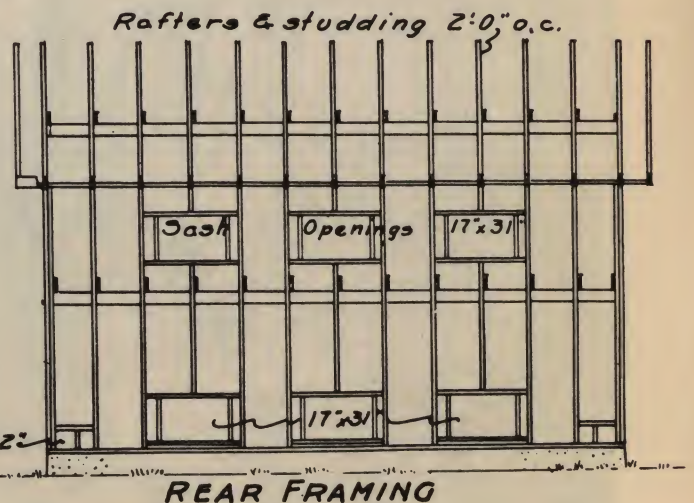 Rafters & studding 2'-0" o.c.
Sash Openings 17"x31"
2"
17"x31"
REAR FRAMING